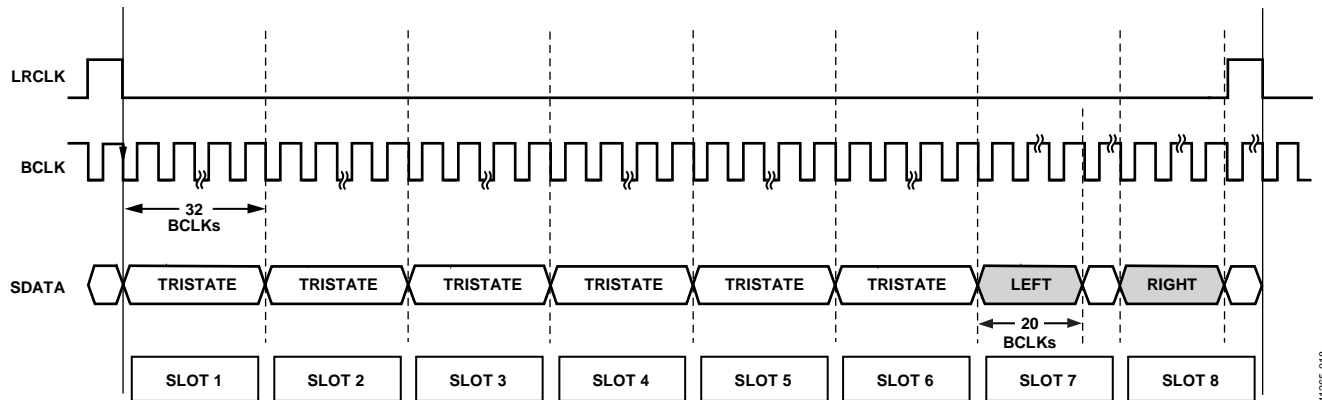 LRCLK
BCLK
32
BCLKs
SDATA
TRISTATE TRISTATE TRISTATE TRISTATE TRISTATE TRISTATE LEFT RIGHT
20
BCLKs
SLOT 1 SLOT 2 SLOT 3 SLOT 4 SLOT 5 SLOT 6 SLOT 7 SLOT 8